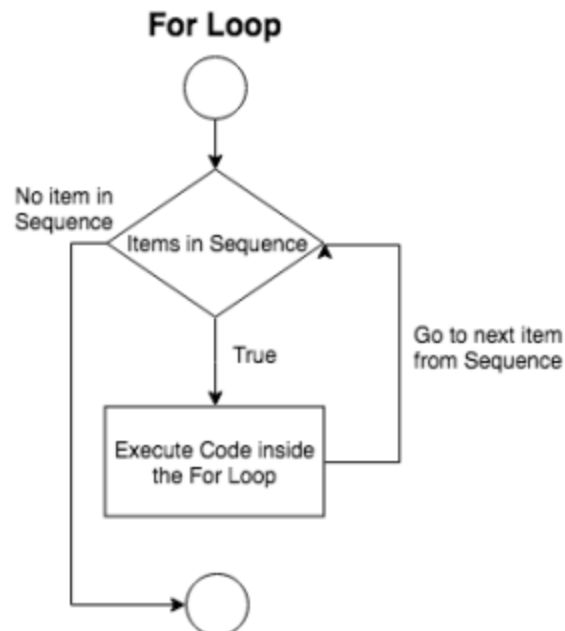 For Loop
No item in
Sequence
Items in Sequence
True
Go to next item
from Sequence
Execute Code inside
the For Loop